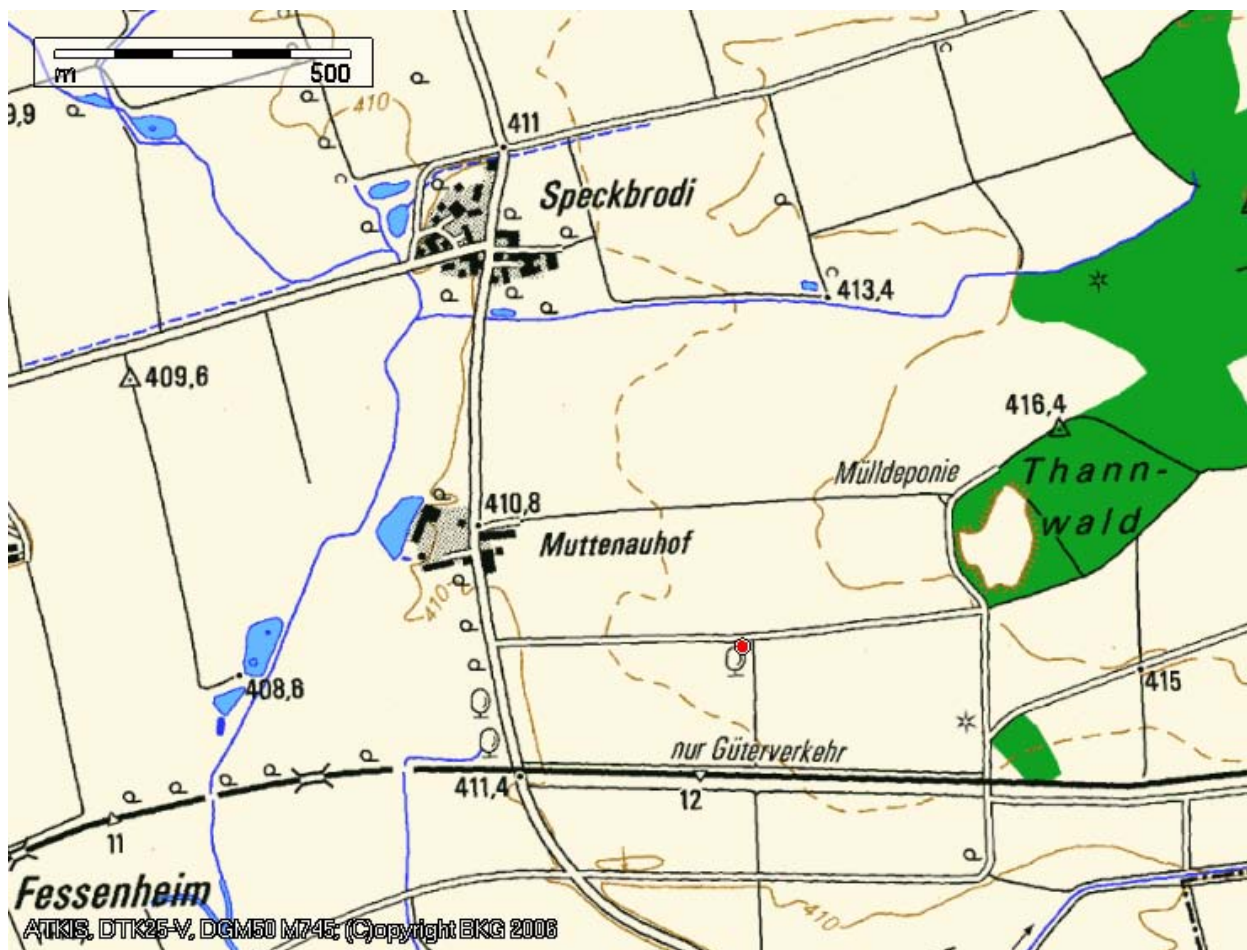 m 500
410
9,9
411
Speckbrodi
413,4
409,6
416,4
Mülldeponie
Thann-
wald
410,8
Muttenauhof
410
408,8
415
nur Güterverkehr
411,4
12
11
Fessenheim
410
ATKIS, DTK25-V, DGM50 M745; (C)opyright BKG 2006